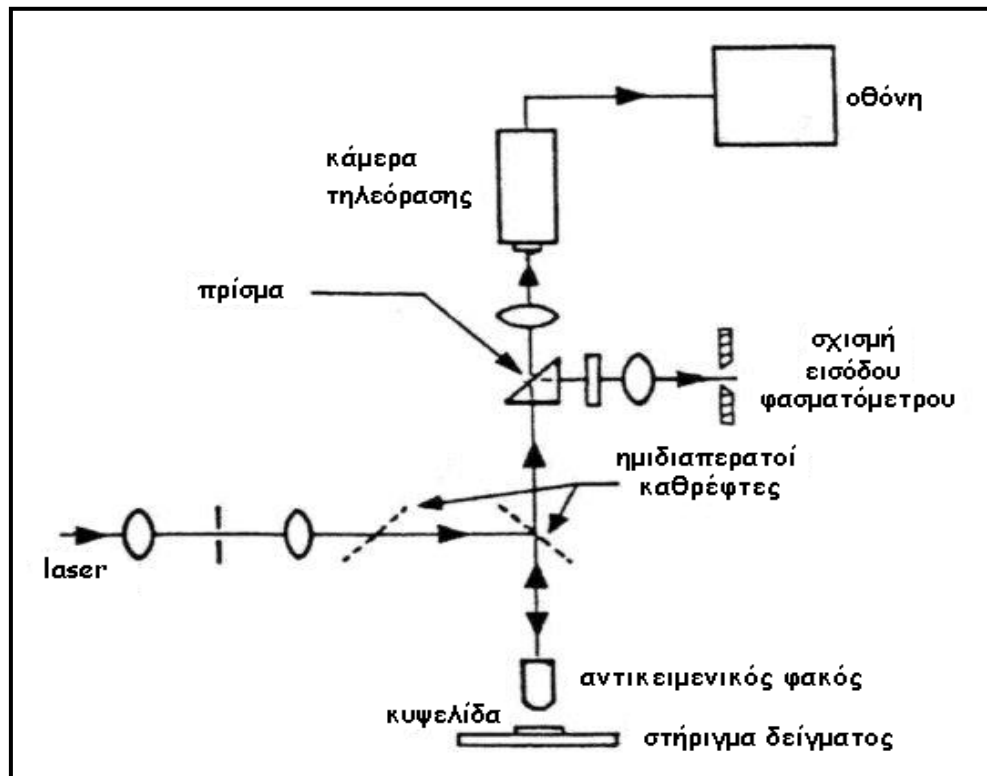 οθόνη
κάμερα
τηλεόρασης
πρίσμα
σχισμή
εισόδου
φασματόμετρου
ημιδιαπερατοί
καθρέφτες
laser
αντικειμενικός φακός
κυψελίδα
στήριγμα δείγματος